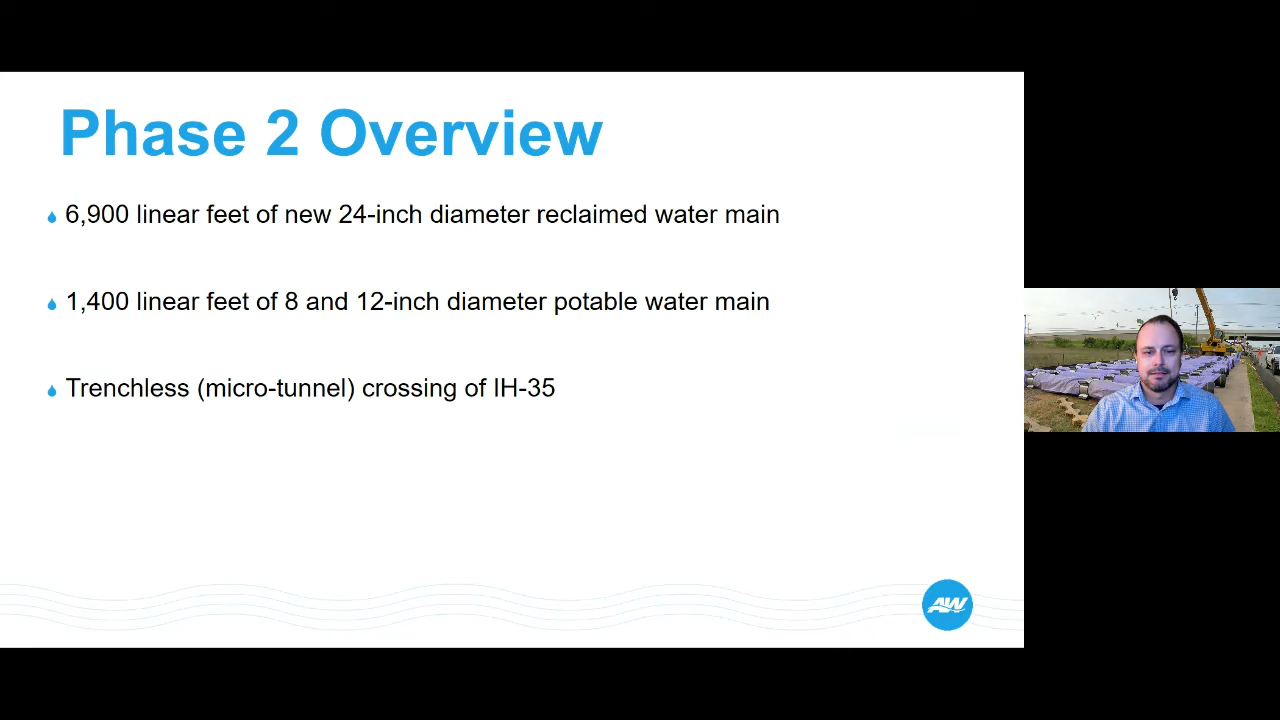 Phase 2 Overview
6,900 linear feet of new 24-inch diameter reclaimed water main
1,400 linear feet of 8 and 12-inch diameter potable water main
Trenchless (micro-tunnel) crossing of IH-35
AW